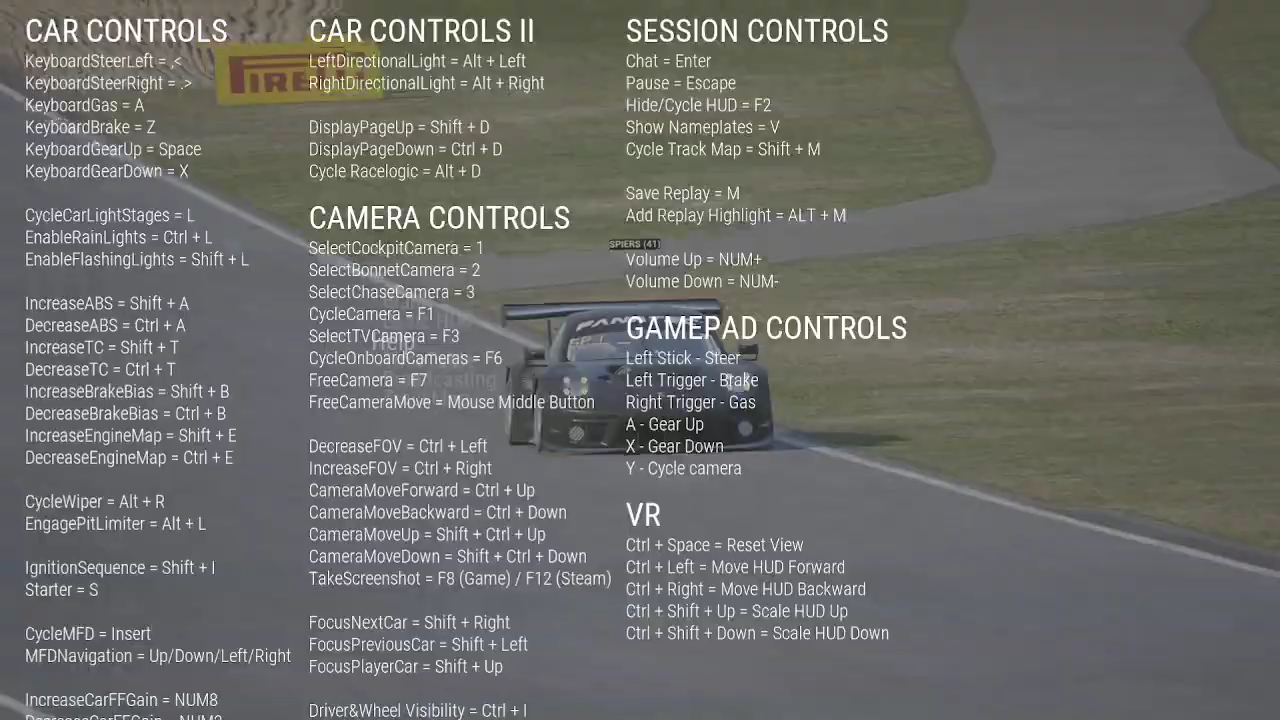 CAR CONTROLS
KeyboardSteerLeft = ,<
KeyboardSteerRight = .>
KeyboardGas = A
KeyboardBrake = Z
KeyboardGearUp = Space
KeyboardGearDown = X
CycleCarLightStages = L
EnableRainLights = Ctrl + L
EnableFlashingLights = Shift + L
IncreaseABS = Shift + A
DecreaseABS = Ctrl + A
IncreaseTC = Shift + T
DecreaseTC = Ctrl + T
IncreaseBrakeBias = Shift + B
DecreaseBrakeBias = Ctrl + B
IncreaseEngineMap = Shift + E
DecreaseEngineMap = Ctrl + E
CycleWiper = Alt + R
EngagePitLimiter = Alt + L
IgnitionSequence = Shift + I
Starter = S
CycleMFD = Insert
MFDNavigation = Up/Down/Left/Right
IncreaseCarFFGain = NUM8
DecreaseCarFFGain = NUM2
CAR CONTROLS II
LeftDirectionalLight = Alt + Left
RightDirectionalLight = Alt + Right
DisplayPageUp = Shift + D
DisplayPageDown = Ctrl + D
Cycle Racelogic = Alt + D
CAMERA CONTROLS
SelectCockpitCamera = 1
SelectBonnetCamera = 2
SelectChaseCamera = 3
CycleCamera = F1
SelectTVCamera = F3
CycleOnboardCameras = F6
FreeCamera = F7
FreeCameraMove = Mouse Middle Button
DecreaseFOV = Ctrl + Left
IncreaseFOV = Ctrl + Right
CameraMoveForward = Ctrl + Up
CameraMoveBackward = Ctrl + Down
CameraMoveUp = Shift + Ctrl + Up
CameraMoveDown = Shift + Ctrl + Down
TakeScreenshot = F8 (Game) / F12 (Steam)
FocusNextCar = Shift + Right
FocusPreviousCar = Shift + Left
FocusPlayerCar = Shift + Up
Driver&Wheel Visibility = Ctrl + I
SESSION CONTROLS
Chat = Enter
Pause = Escape
Hide/Cycle HUD = F2
Show Nameplates = V
Cycle Track Map = Shift + M
Save Replay = M
Add Replay Highlight = ALT + M
Volume Up = NUM+
Volume Down = NUM-
GAMEPAD CONTROLS
Left Stick - Steer
Left Trigger - Brake
Right Trigger - Gas
A - Gear Up
X - Gear Down
Y - Cycle camera
VR
Ctrl + Space = Reset View
Ctrl + Left = Move HUD Forward
Ctrl + Right = Move HUD Backward
Ctrl + Shift + Up = Scale HUD Up
Ctrl + Shift + Down = Scale HUD Down
SPIERS (41)
Help